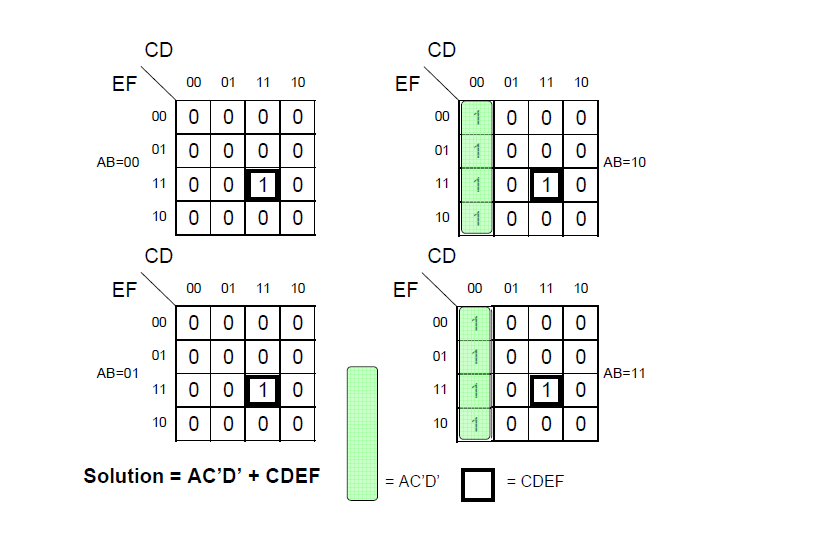 CD CD
EF 00 01 11 10 EF 00 01 11 10
00 0 0 0 0 00 1 0 0 0
01 0 0 0 0 01 1 0 0 0
AB=00 AB=10
11 0 0 1 0 11 1 0 1 0
10 0 0 0 0 10 1 0 0 0
CD CD
EF 00 01 11 10 EF 00 01 11 10
00 0 0 0 0 00 1 0 0 0
01 0 0 0 0 01 1 0 0 0
AB=01 AB=11
11 0 0 1 0 11 1 0 1 0
10 0 0 0 0 10 1 0 0 0
Solution = AC’D’ + CDEF = AC’D’ = CDEF